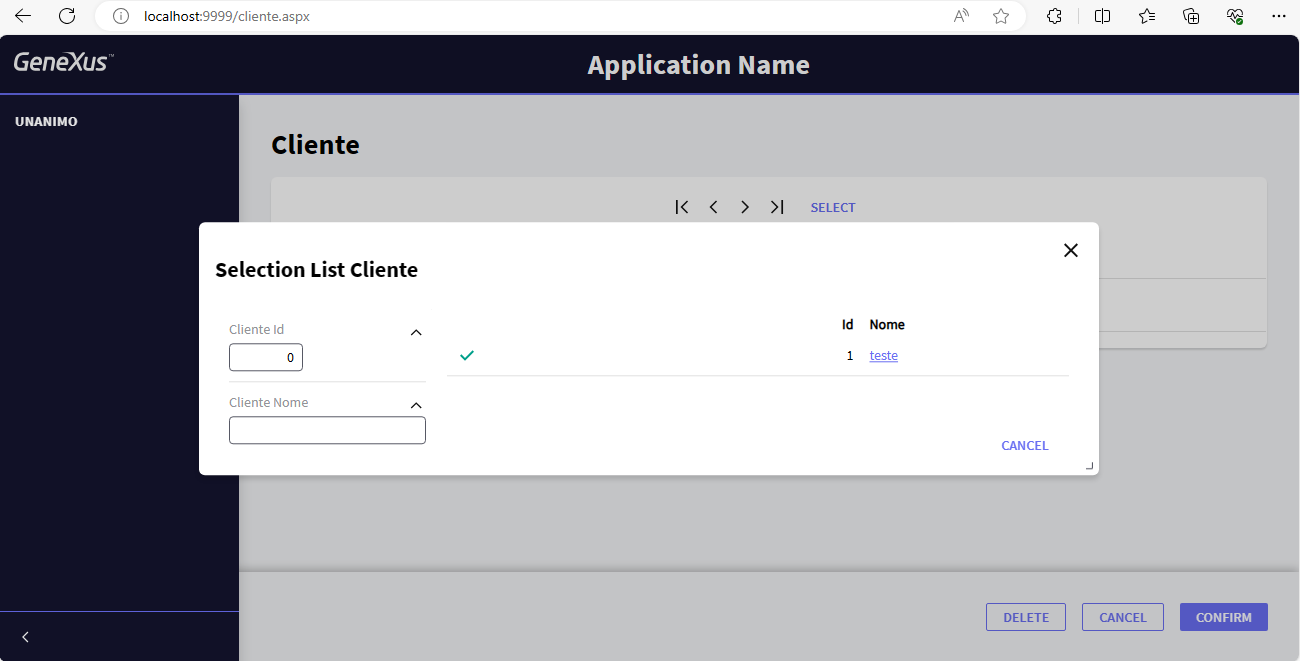 localhost:9999/cliente.aspx
GeneXus™
Application Name
UNANIMO
Cliente
SELECT
Selection List Cliente
Cliente Id
0
Cliente Nome
Id Nome
1 teste
CANCEL
DELETE CANCEL CONFIRM